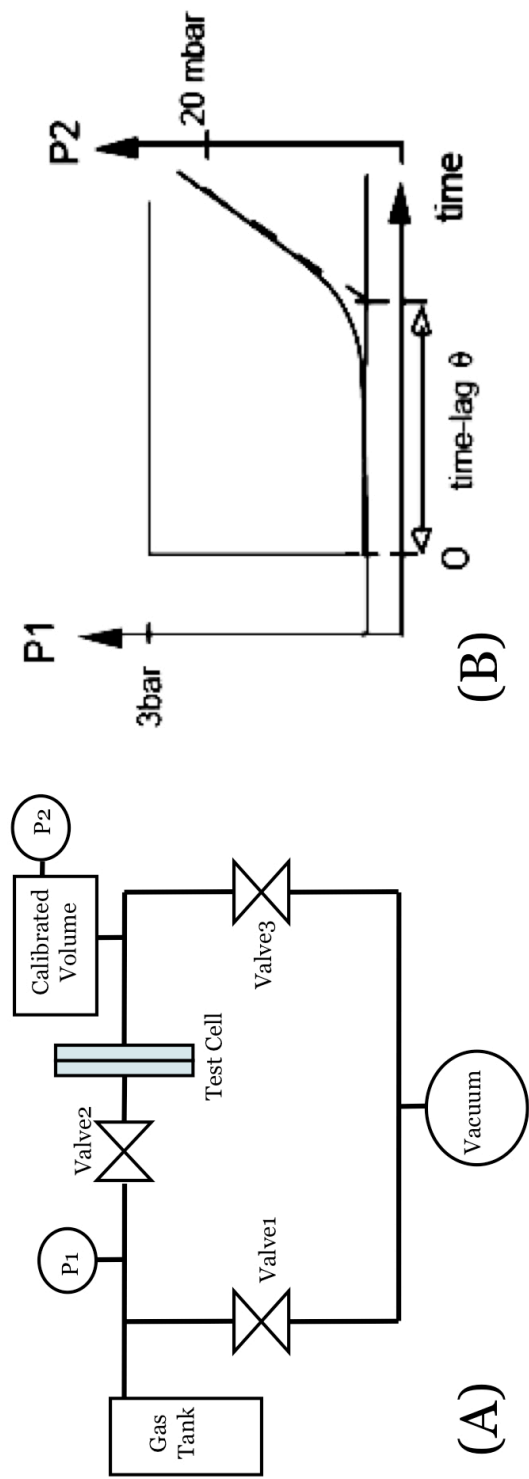 Gas
Tank
P1
Valve1
Valve2
Test Cell
Calibrated
Volume
P2
Valve3
Vacuum
(A)
P1
3bar
P2
20 mbar
O
time-lag θ
time
(B)